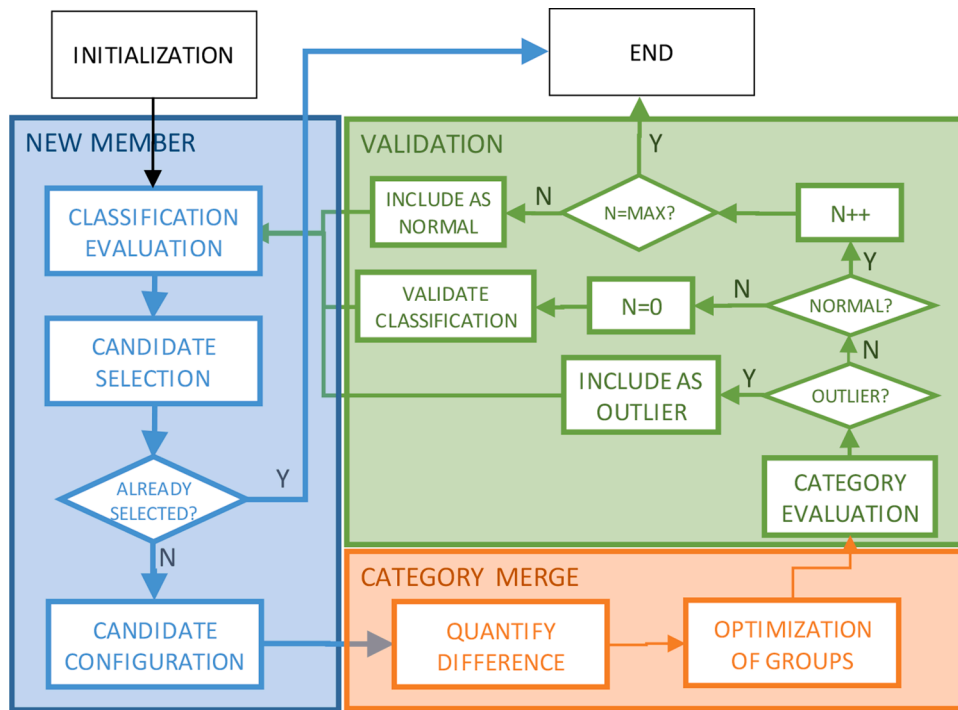 INITIALIZATION
END
NEW MEMBER
CLASSIFICATION
EVALUATION
CANDIDATE
SELECTION
ALREADY
SELECTED?
Y
N
CANDIDATE
CONFIGURATION
VALIDATION
Y
INCLUDE AS
NORMAL
N
N=MAX?
N++
Y
VALIDATE
CLASSIFICATION
N=0
N
NORMAL?
N
INCLUDE AS
OUTLIER
Y
OUTLIER?
CATEGORY
EVALUATION
CATEGORY MERGE
QUANTIFY
DIFFERENCE
OPTIMIZATION
OF GROUPS